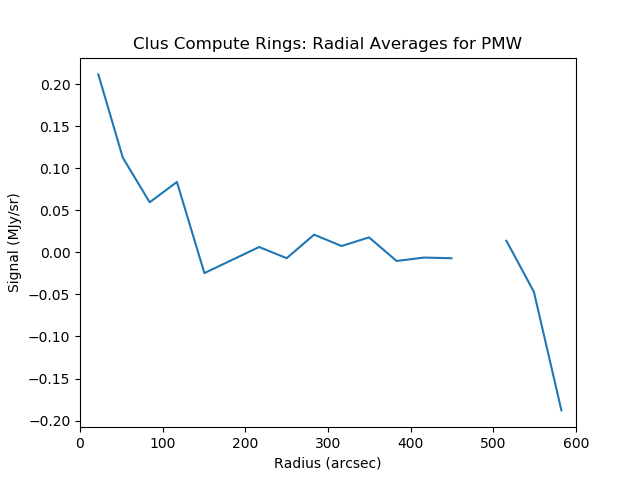 Clus Compute Rings: Radial Averages for PMW
Signal (MJy/sr)
0.20
0.15
0.10
0.05
0.00
−0.05
−0.10
−0.15
−0.20
0 100 200 300 400 500 600
Radius (arcsec)